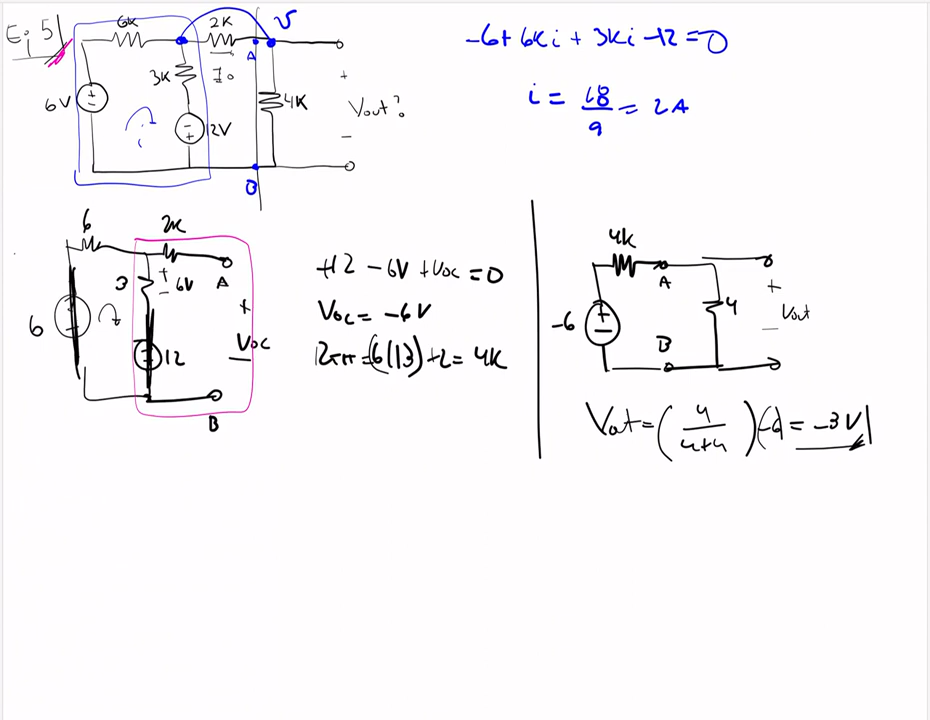 Ej 5|
6K
2K
V
A
3K
Io
6V
4K
Vout?
+
-
i
12V
B
-6+6Ki+3Ki-12=0
i = 18/9 = 2A
6
2K
3
+
-
6V
A
6
+
Voc
-
12
B
+12 - 6V + Voc = 0
Voc = -6V
RTH = 6||3 + 2 = 4K
4K
A
-6
+
-
4
+
Vout
-
B
Vout = (4/4+4)(-6) = -3V